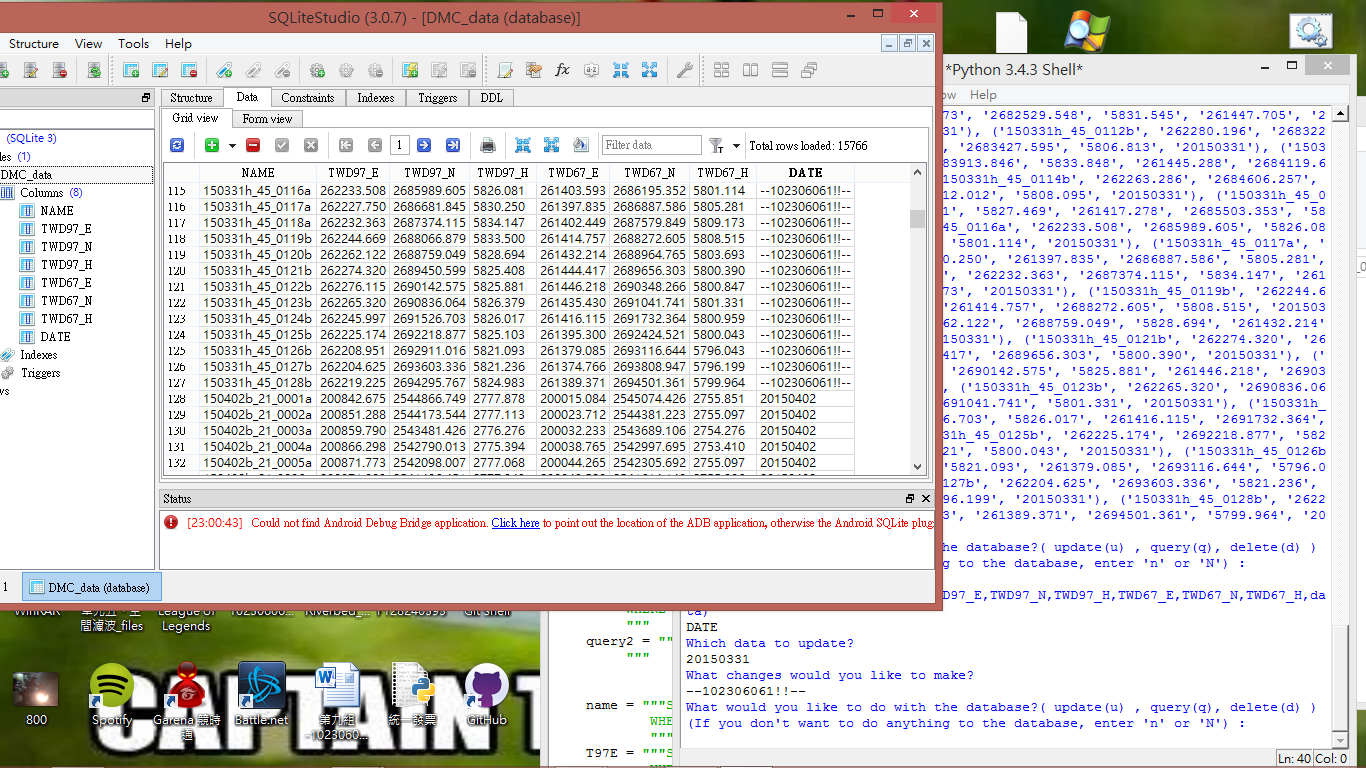 SQLiteStudio (3.0.7) - [DMC_data (database)]
Structure View Tools Help
Structure Data Constraints Indexes Triggers DDL
Grid view Form view
1 Filter data Total rows loaded: 15766
(SQLite 3)
(1)
DMC_data
Columns (8)
NAME
TWD97_E
TWD97_N
TWD97_H
TWD67_E
TWD67_N
TWD67_H
DATE
Indexes
Triggers
NAME TWD97_E TWD97_N TWD97_H TWD67_E TWD67_N TWD67_H DATE
115 150331h_45_0116a 262233.508 2685989.605 5826.081 261403.593 2686195.352 5801.114 --102306061!!--
116 150331h_45_0117a 262227.750 2686681.845 5830.250 261397.835 2686887.586 5805.281 --102306061!!--
117 150331h_45_0118a 262232.363 2687374.115 5834.147 261402.449 2687579.849 5809.173 --102306061!!--
118 150331h_45_0119b 262244.669 2688066.879 5833.500 261414.757 2688272.605 5808.515 --102306061!!--
119 150331h_45_0120b 262262.122 2688759.049 5828.694 261432.214 2688964.765 5803.693 --102306061!!--
120 150331h_45_0121b 262274.320 2689450.599 5825.408 261444.417 2689656.303 5800.390 --102306061!!--
121 150331h_45_0122b 262276.115 2690142.575 5825.881 261446.218 2690348.266 5800.847 --102306061!!--
122 150331h_45_0123b 262265.320 2690836.064 5826.379 261435.430 2691041.741 5801.331 --102306061!!--
123 150331h_45_0124b 262245.997 2691526.703 5826.017 261416.115 2691732.364 5800.959 --102306061!!--
124 150331h_45_0125b 262225.174 2692218.877 5825.103 261395.300 2692424.521 5800.043 --102306061!!--
125 150331h_45_0126b 262208.951 2692911.016 5821.093 261379.085 2693116.644 5796.043 --102306061!!--
126 150331h_45_0127b 262204.625 2693603.336 5821.236 261374.766 2693808.947 5796.199 --102306061!!--
127 150331h_45_0128b 262219.225 2694295.767 5824.983 261389.371 2694501.361 5799.964 --102306061!!--
128 150402b_21_0001a 200842.675 2544866.749 2777.878 200015.084 2545074.426 2755.851 20150402
129 150402b_21_0002a 200851.288 2544173.544 2777.113 200023.712 2544381.223 2755.097 20150402
130 150402b_21_0003a 200859.790 2543481.426 2776.276 200032.233 2543689.106 2754.276 20150402
131 150402b_21_0004a 200866.298 2542790.013 2775.394 200038.765 2542997.695 2753.410 20150402
132 150402b_21_0005a 200871.773 2542098.007 2777.068 200044.265 2542305.692 2755.097 20150402
Status
[23:00:43] Could not find Android Debug Bridge application. Click here to point out the location of the ADB application, otherwise the Android SQLite plug
1 DMC_data (database)
*Python 3.4.3 Shell*
ow Help
73', '2682529.548', '5831.545', '261447.705', '2
31'), ('150331h_45_0112b', '262280.196', '268322
'2683427.595', '5806.813', '20150331'), ('1503
83913.846', '5833.848', '261445.288', '2684119.6
150331h_45_0114b', '262263.286', '2684606.257',
12.012', '5808.095', '20150331'), ('150331h_45_0
', '5827.469', '261417.278', '2685503.353', '58
_45_0116a', '262233.508', '2685989.605', '5826.08
'5801.114', '20150331'), ('150331h_45_0117a', '
0.250', '261397.835', '2686887.586', '5805.281',
', '262232.363', '2687374.115', '5834.147', '261
73', '20150331'), ('150331h_45_0119b', '262244.6
'261414.757', '2688272.605', '5808.515', '201503
62.122', '2688759.049', '5828.694', '261432.214'
150331'), ('150331h_45_0121b', '262274.320', '26
417', '2689656.303', '5800.390', '20150331'), ('
'2690142.575', '5825.881', '261446.218', '26903
, ('150331h_45_0123b', '262265.320', '2690836.06
691041.741', '5801.331', '20150331'), ('150331h_
6.703', '5826.017', '261416.115', '2691732.364',
31h_45_0125b', '262225.174', '2692218.877', '582
21', '5800.043', '20150331'), ('150331h_45_0126b
', '5821.093', '261379.085', '2693116.644', '5796.0
127b', '262204.625', '2693603.336', '5821.236',
96.199', '20150331'), ('150331h_45_0128b', '2622
3', '261389.371', '2694501.361', '5799.964', '20
he database?( update(u) , query(q), delete(d) )
g to the database, enter 'n' or 'N') :
D97_E,TWD97_N,TWD97_H,TWD67_E,TWD67_N,TWD67_H,da
ta)
DATE
Which data to update?
20150331
What changes would you like to make?
--102306061!!--
What would you like to do with the database?( update(u) , query(q), delete(d) )
(If you don't want to do anything to the database, enter 'n' or 'N') :
Ln: 40 Col: 0
"""
query2 = ""
"""
name = """S
WHE
"""
T97E = """S
間濾波_files
Legends
CAPTAIN T
800
Spotify
Garena 競時通
Battle.net
第九組
-1023060...
統一發票
GitHub